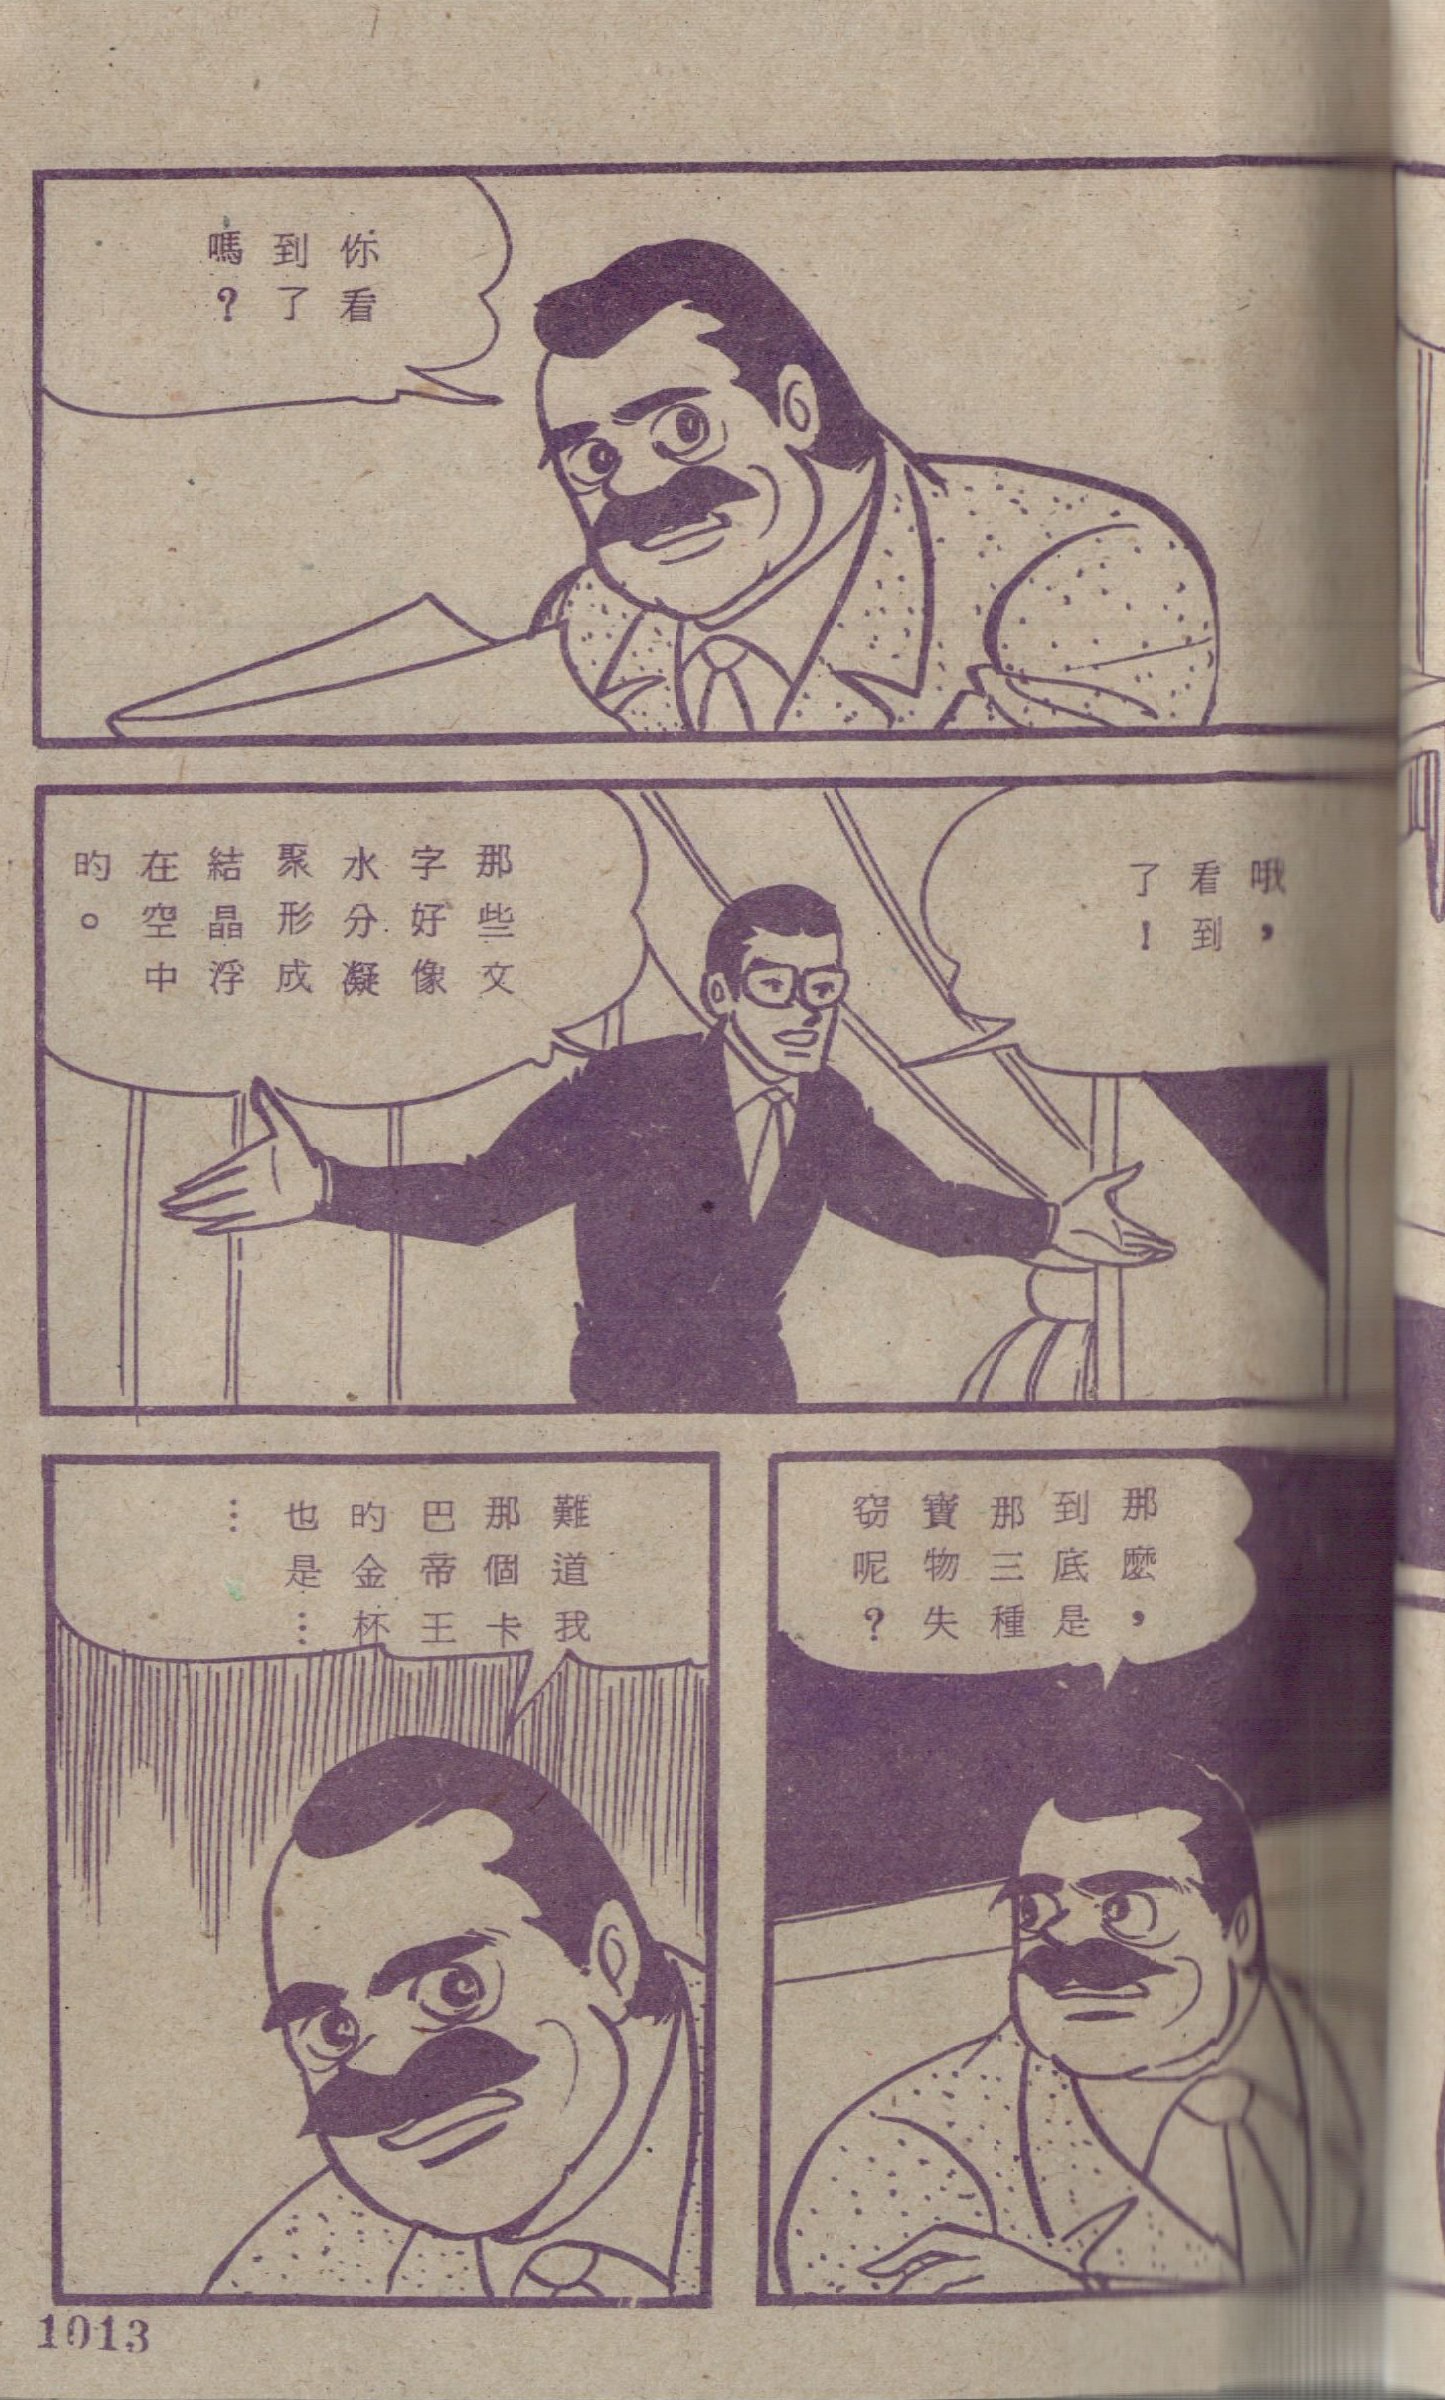 你看
到了
嗎？
哦，
看到
了！
那些文
字好像
水分凝
聚形成
結晶浮
在空中
的。
那麼，
到底是
那三種
寶物失
窃呢？
難道我
那個卡
巴帝王
的金杯
也是…
…
1013